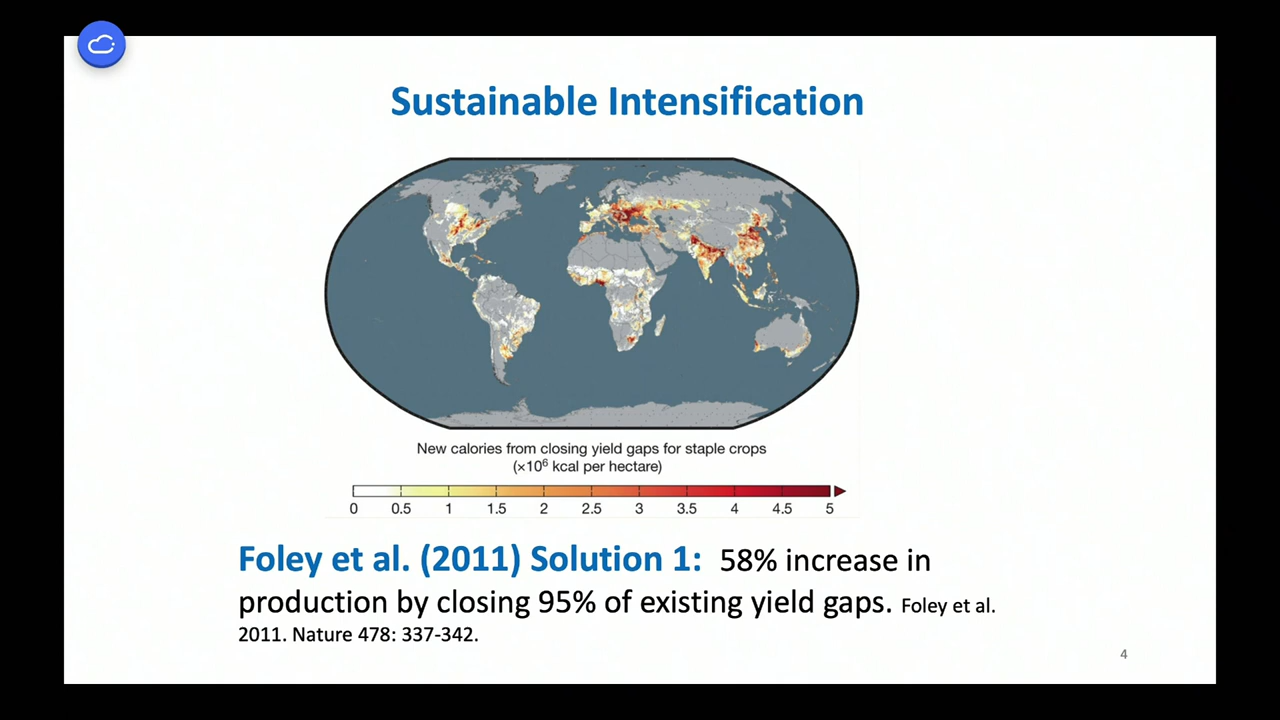 Sustainable Intensification
New calories from closing yield gaps for staple crops
(×10⁶ kcal per hectare)
0 0.5 1 1.5 2 2.5 3 3.5 4 4.5 5
Foley et al. (2011) Solution 1: 58% increase in
production by closing 95% of existing yield gaps. Foley et al.
2011. Nature 478: 337-342.
4